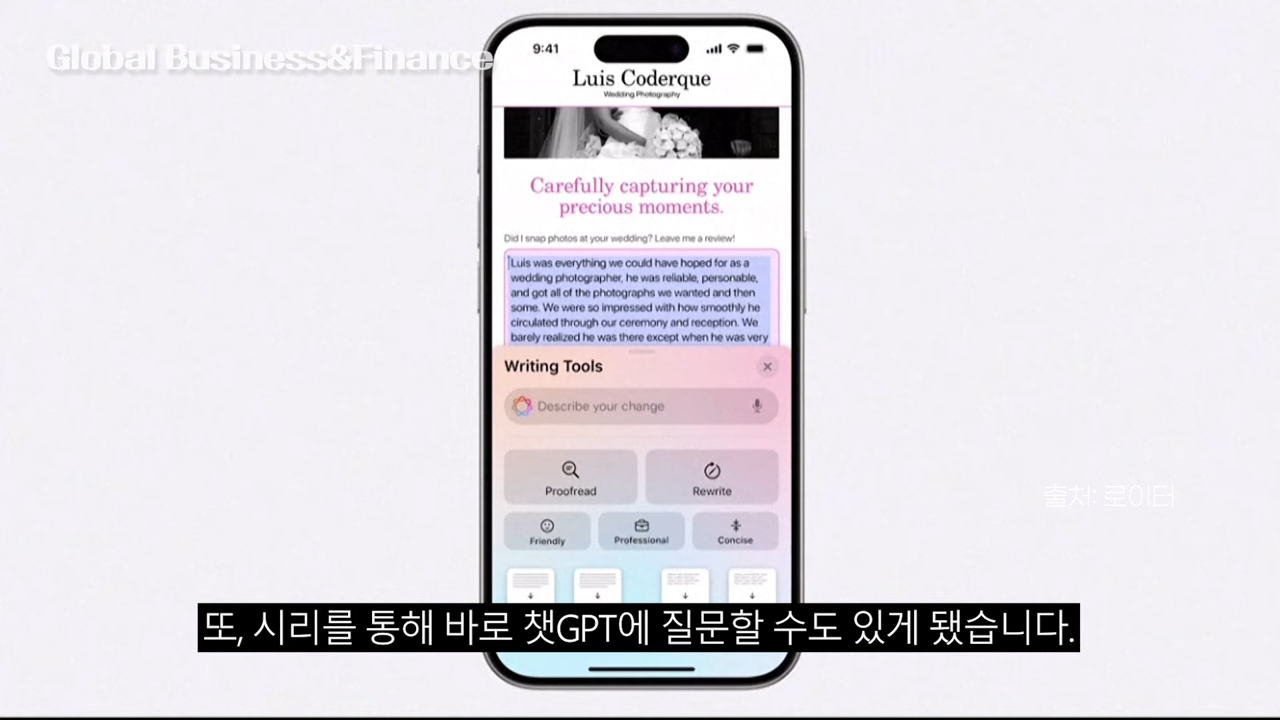 Global Business&Finance
9:41
Luis Coderque
Wedding Photography
Carefully capturing your
precious moments.
Did I snap photos at your wedding? Leave me a review!
Luis was everything we could have hoped for as a
wedding photographer, he was reliable, personable,
and got all of the photographs we wanted and then
some. We were so impressed with how smoothly he
circulated through our ceremony and reception. We
barely realized he was there except when he was very
Writing Tools
Describe your change
Proofread
Rewrite
Friendly
Professional
Concise
출처: 로이터
또, 시리를 통해 바로 챗GPT에 질문할 수도 있게 됐습니다.